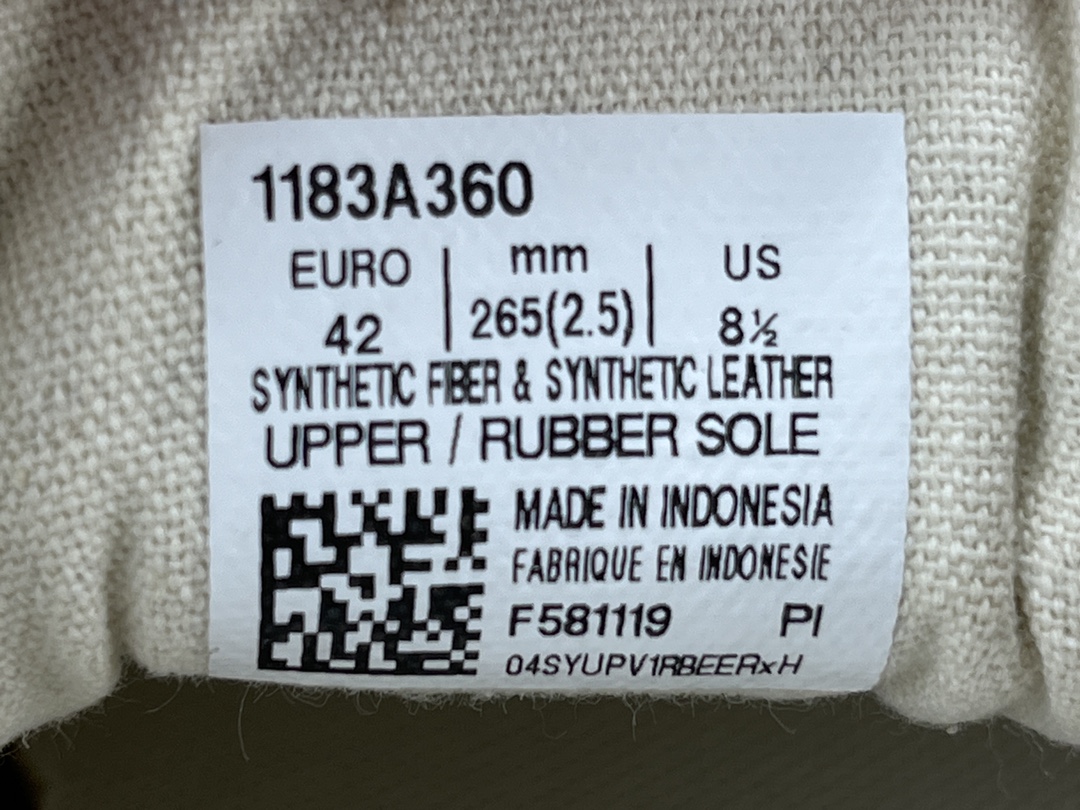 1183A360
EURO | mm | US
42 | 265(2.5) | 8½
SYNTHETIC FIBER & SYNTHETIC LEATHER
UPPER / RUBBER SOLE
MADE IN INDONESIA
FABRIQUE EN INDONESIE
F581119 PI
04SYUPV1RBEERxH